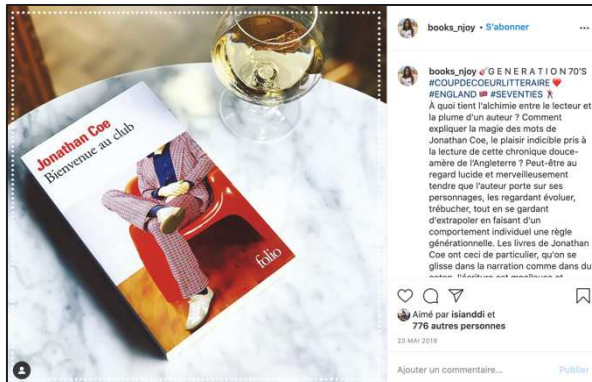 Jonathan Coe
Bienvenue au club
folio
books_njoy • S'abonner
books_njoy 🎸 G E N E R A T I O N 70'S
#COUPDECOEURLITTERAIRE ❤️
#ENGLAND 🇬🇧 #SEVENTIES 🕺
À quoi tient l'alchimie entre le lecteur et
la plume d'un auteur ? Comment
expliquer la magie des mots de
Jonathan Coe, le plaisir indicible pris à
la lecture de cette chronique douce-
amère de l'Angleterre ? Peut-être au
regard lucide et merveilleusement
tendre que l'auteur porte sur ses
personnages, les regardant évoluer,
trébucher, tout en se gardant
d'extrapoler en faisant d'un
comportement individuel une règle
générationnelle. Les livres de Jonathan
Coe ont ceci de particulier, qu'on se
glisse dans la narration comme dans du
Aimé par isianddi et
776 autres personnes
23 MAI 2019
Ajouter un commentaire...
Publier